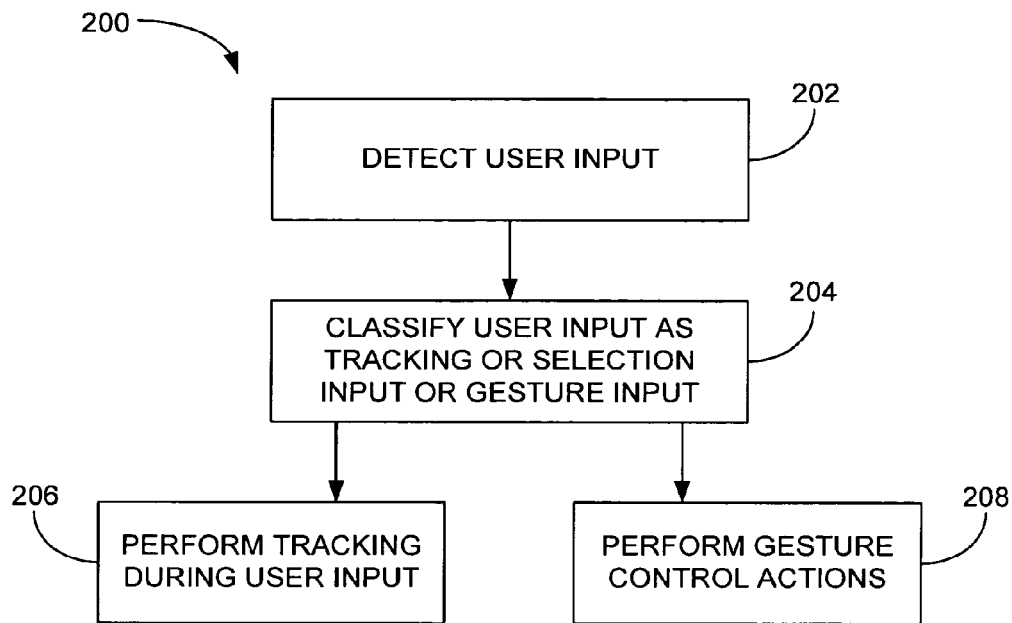 200
202
DETECT USER INPUT
204
CLASSIFY USER INPUT AS
TRACKING OR SELECTION
INPUT OR GESTURE INPUT
206
PERFORM TRACKING
DURING USER INPUT
208
PERFORM GESTURE
CONTROL ACTIONS